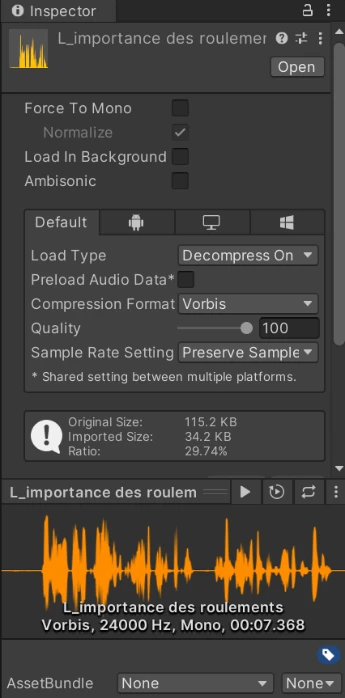 Inspector
L_importance des roulemer
Open
Force To Mono
Normalize
Load In Background
Ambisonic
Default
Load Type Decompress On
Preload Audio Data*
Compression Format Vorbis
Quality 100
Sample Rate Setting Preserve Sample
* Shared setting between multiple platforms.
Original Size: 115.2 KB
Imported Size: 34.2 KB
Ratio: 29.74%
L_importance des roulem
L_importance des roulements
Vorbis, 24000 Hz, Mono, 00:07.368
AssetBundle None None